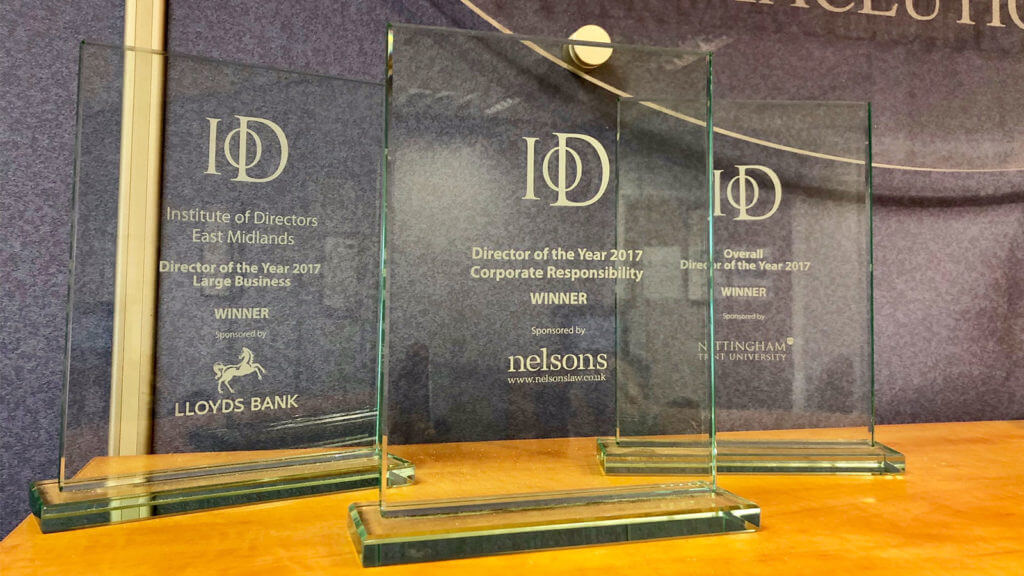 IoD
Institute of Directors
East Midlands
Director of the Year 2017
Large Business
WINNER
Sponsored by
LLOYDS BANK
IoD
Director of the Year 2017
Corporate Responsibility
WINNER
Sponsored by
nelsons
www.nelsonslaw.co.uk
IoD
Overall
Director of the Year 2017
WINNER
Sponsored by
NOTTINGHAM
TRENT UNIVERSITY